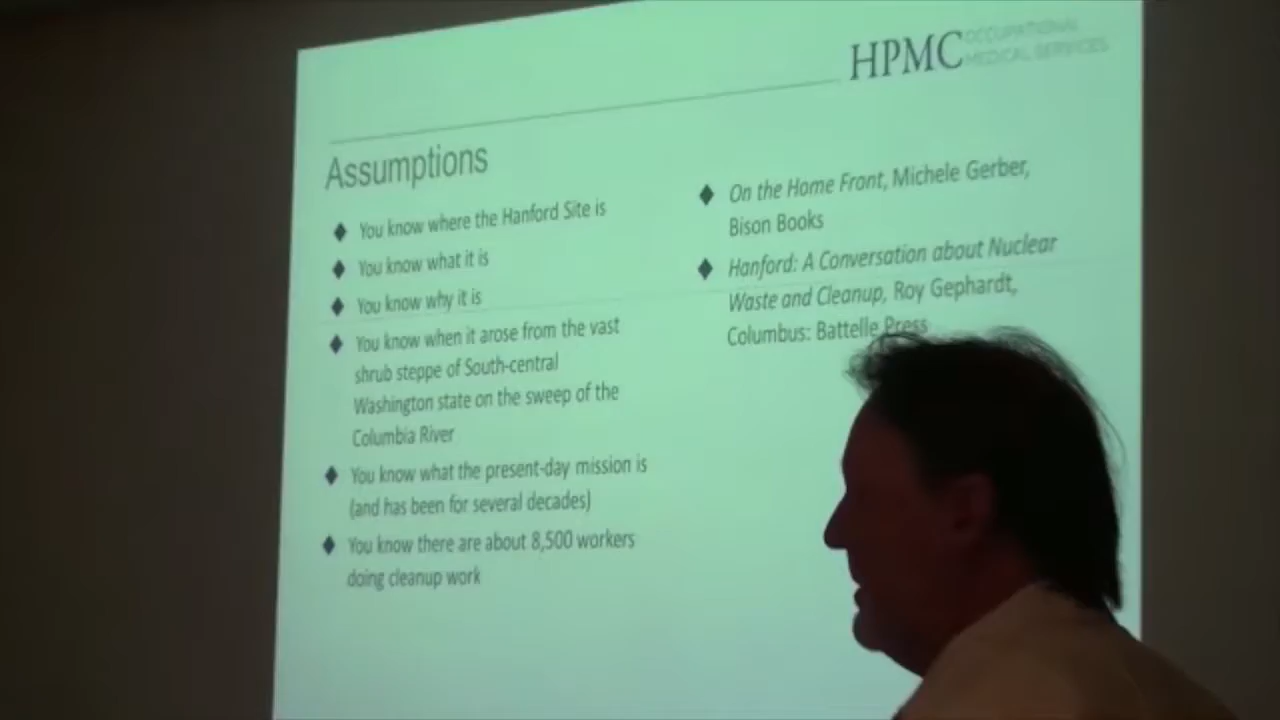 HPMC OCCUPATIONAL
MEDICAL SERVICES
Assumptions
You know where the Hanford Site is
You know what it is
You know why it is
You know when it arose from the vast
shrub steppe of South-central
Washington state on the sweep of the
Columbia River
You know what the present-day mission is
(and has been for several decades)
You know there are about 8,500 workers
doing cleanup work
On the Home Front, Michele Gerber,
Bison Books
Hanford: A Conversation about Nuclear
Waste and Cleanup, Roy Gephardt,
Columbus: Battelle Press